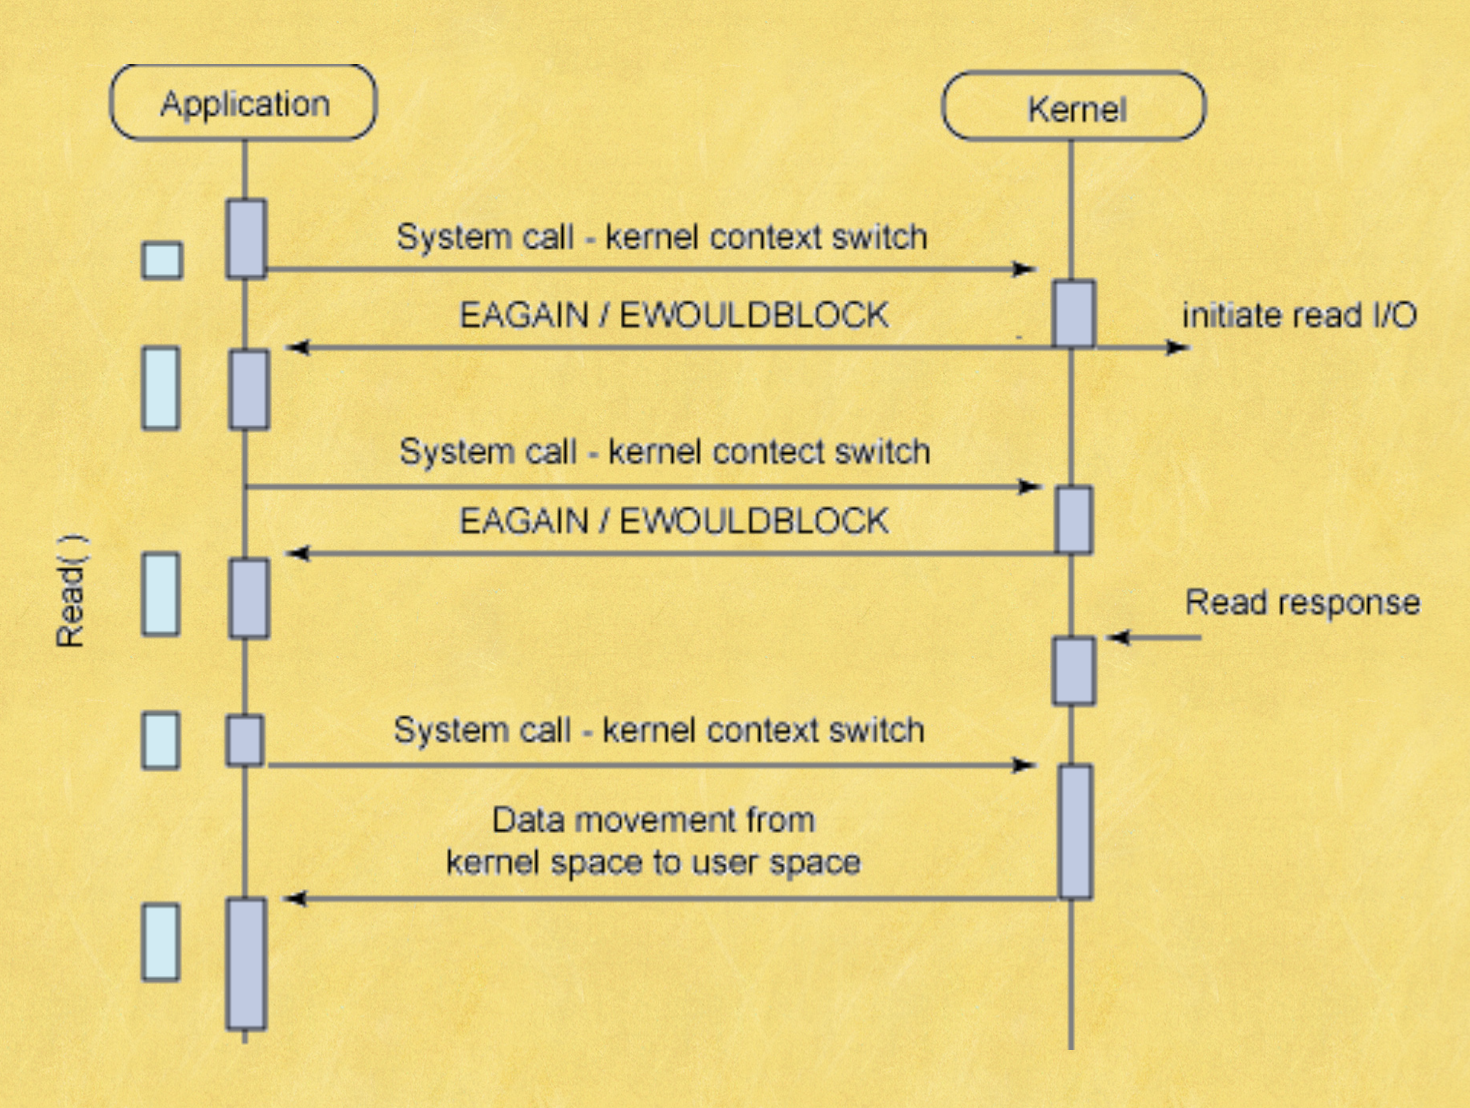 Application
Kernel
System call - kernel context switch
EAGAIN / EWOULDBLOCK
initiate read I/O
System call - kernel contect switch
EAGAIN / EWOULDBLOCK
Read( )
Read response
System call - kernel context switch
Data movement from
kernel space to user space